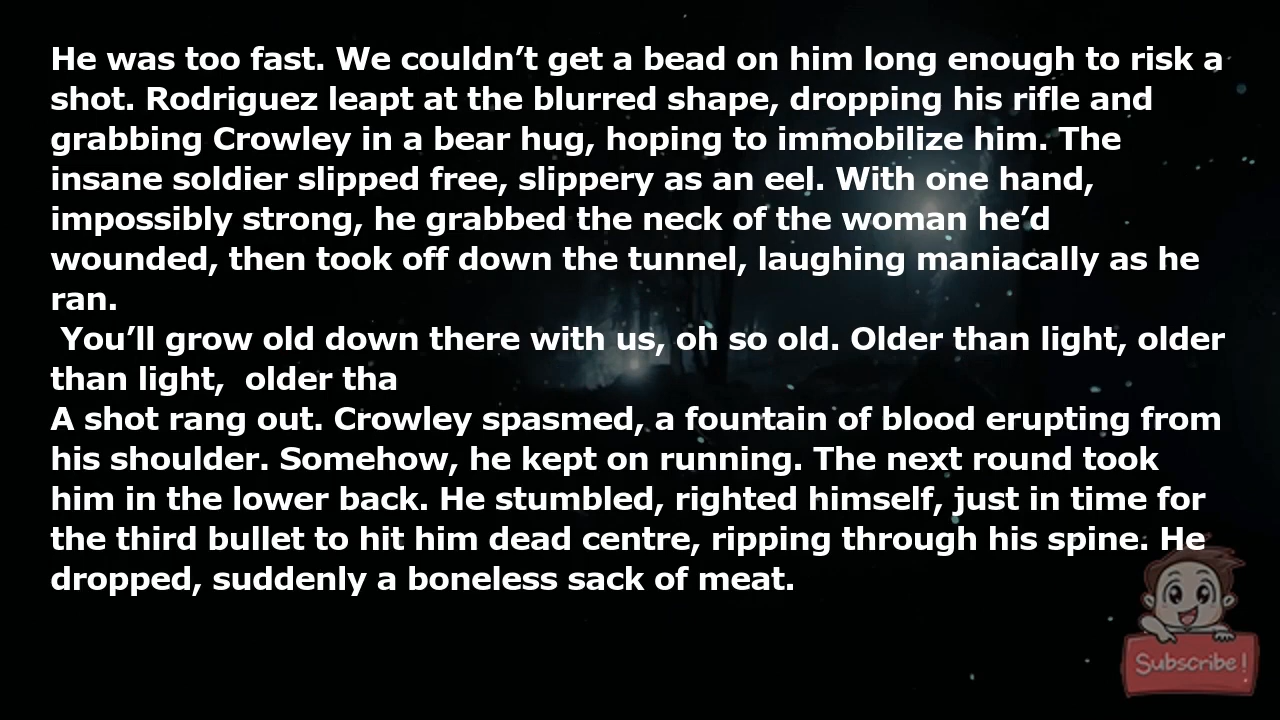 He was too fast. We couldn’t get a bead on him long enough to risk a
shot. Rodriguez leapt at the blurred shape, dropping his rifle and
grabbing Crowley in a bear hug, hoping to immobilize him. The
insane soldier slipped free, slippery as an eel. With one hand,
impossibly strong, he grabbed the neck of the woman he’d
wounded, then took off down the tunnel, laughing maniacally as he
ran.
You’ll grow old down there with us, oh so old. Older than light, older
than light,  older tha
A shot rang out. Crowley spasmed, a fountain of blood erupting from
his shoulder. Somehow, he kept on running. The next round took
him in the lower back. He stumbled, righted himself, just in time for
the third bullet to hit him dead centre, ripping through his spine. He
dropped, suddenly a boneless sack of meat.
Subscribe!